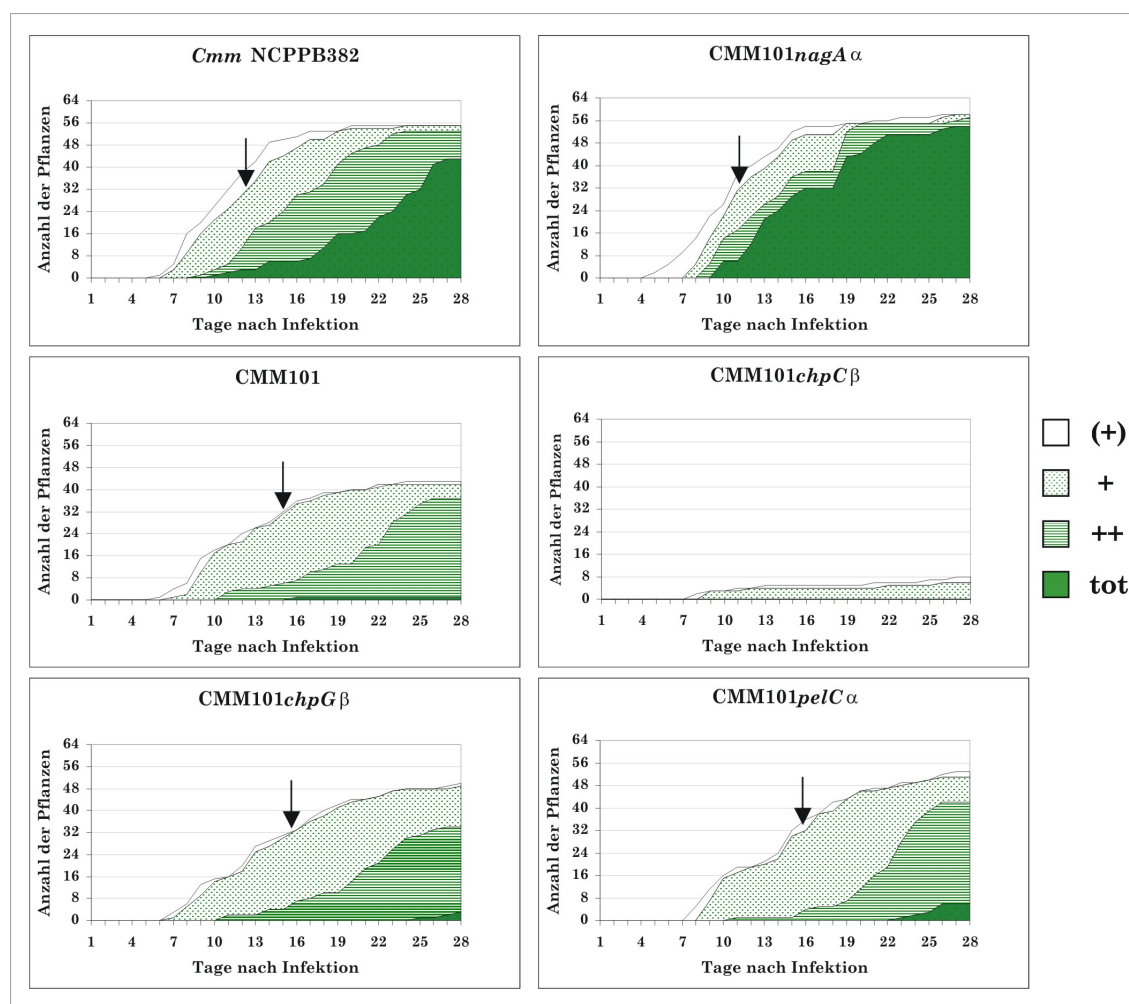 Cmm NCPPB382
Anzahl der Pflanzen
64
56
48
40
32
24
16
8
0
1 4 7 10 13 16 19 22 25 28
Tage nach Infektion
CMM101nagA α
Anzahl der Pflanzen
64
56
48
40
32
24
16
8
0
1 4 7 10 13 16 19 22 25 28
Tage nach Infektion
CMM101
Anzahl der Pflanzen
64
56
48
40
32
24
16
8
0
1 4 7 10 13 16 19 22 25 28
Tage nach Infektion
CMM101chpC β
Anzahl der Pflanzen
64
56
48
40
32
24
16
8
0
1 4 7 10 13 16 19 22 25 28
Tage nach Infektion
CMM101chpG β
Anzahl der Pflanzen
64
56
48
40
32
24
16
8
0
1 4 7 10 13 16 19 22 25 28
Tage nach Infektion
CMM101pelC α
Anzahl der Pflanzen
64
56
48
40
32
24
16
8
0
1 4 7 10 13 16 19 22 25 28
Tage nach Infektion
(+)
+
++
tot